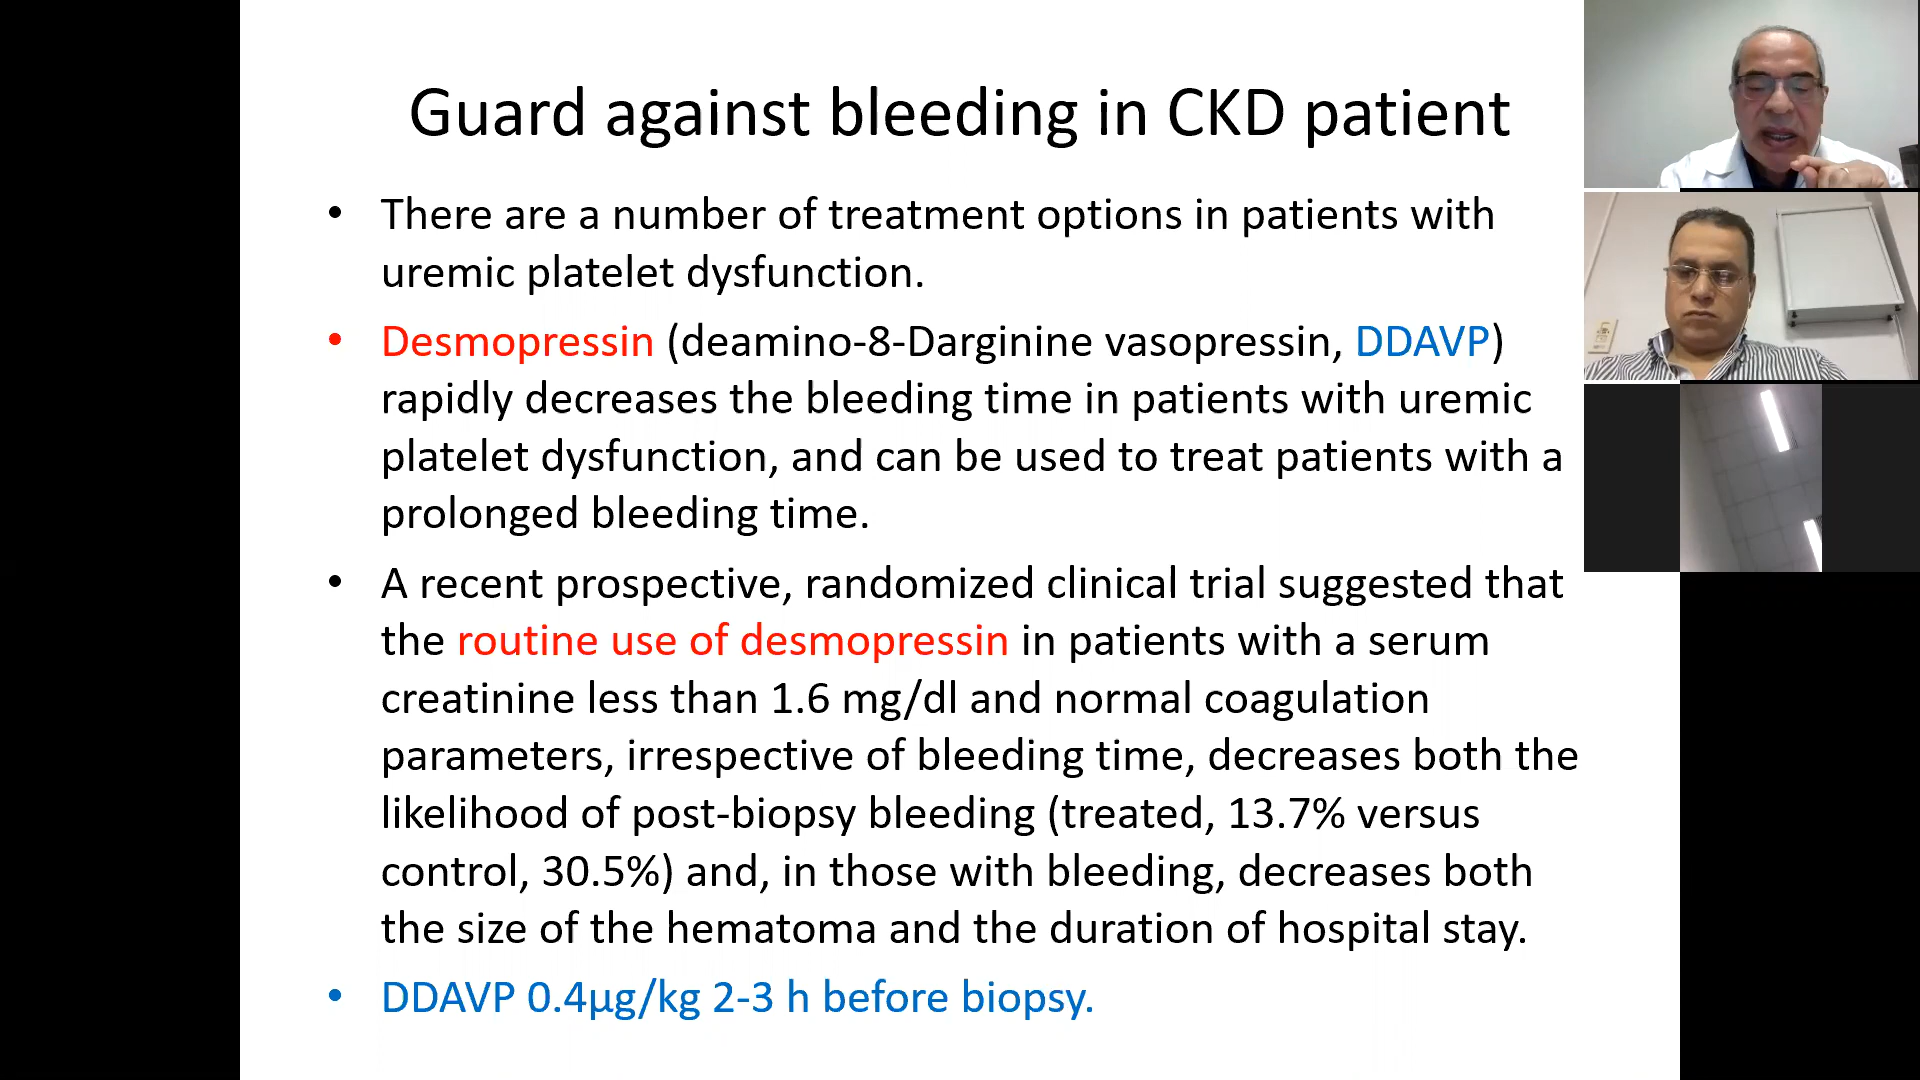 Guard against bleeding in CKD patient
• There are a number of treatment options in patients with
uremic platelet dysfunction.
• Desmopressin (deamino-8-Darginine vasopressin, DDAVP)
rapidly decreases the bleeding time in patients with uremic
platelet dysfunction, and can be used to treat patients with a
prolonged bleeding time.
• A recent prospective, randomized clinical trial suggested that
the routine use of desmopressin in patients with a serum
creatinine less than 1.6 mg/dl and normal coagulation
parameters, irrespective of bleeding time, decreases both the
likelihood of post-biopsy bleeding (treated, 13.7% versus
control, 30.5%) and, in those with bleeding, decreases both
the size of the hematoma and the duration of hospital stay.
• DDAVP 0.4μg/kg 2-3 h before biopsy.